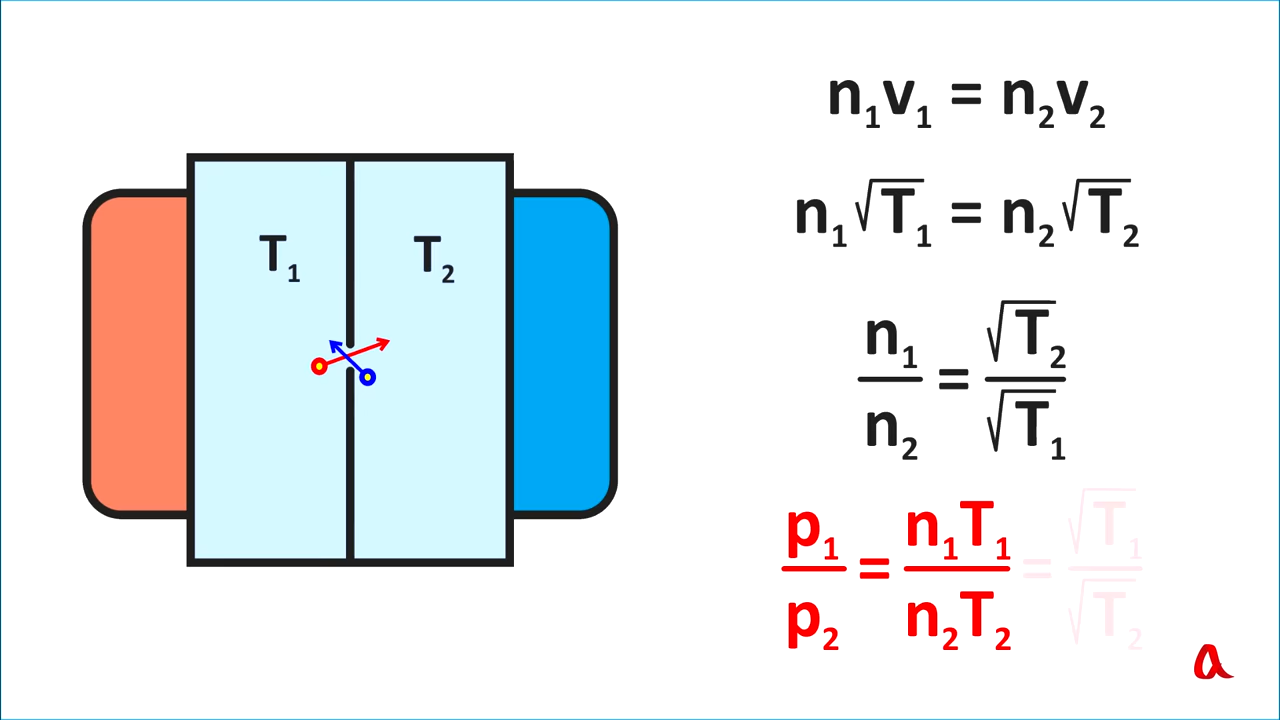 T₁ T₂
n₁v₁ = n₂v₂
n₁√T₁ = n₂√T₂
n₁/n₂ = √T₂/√T₁
p₁/p₂ = n₁T₁/n₂T₂ = √T₁/√T₂
a